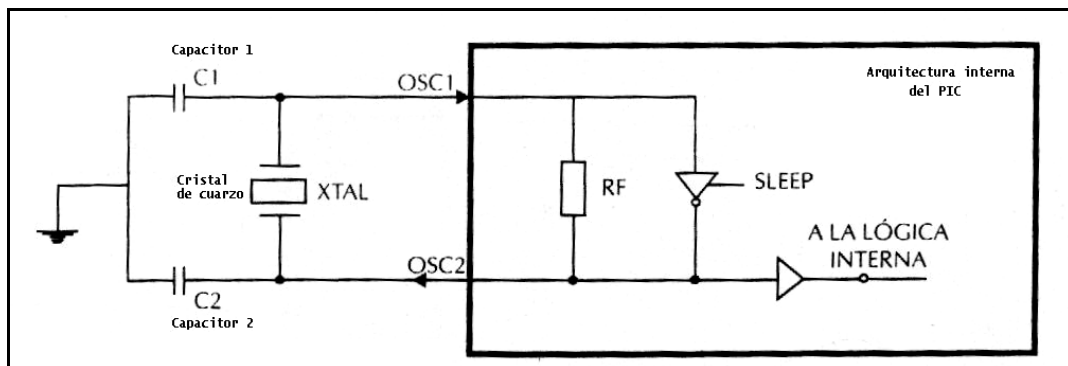 Capacitor 1
C1
OSC1
Arquitectura interna
del PIC
Cristal
de cuarzo
XTAL
RF
SLEEP
A LA LÓGICA
INTERNA
OSC2
C2
Capacitor 2